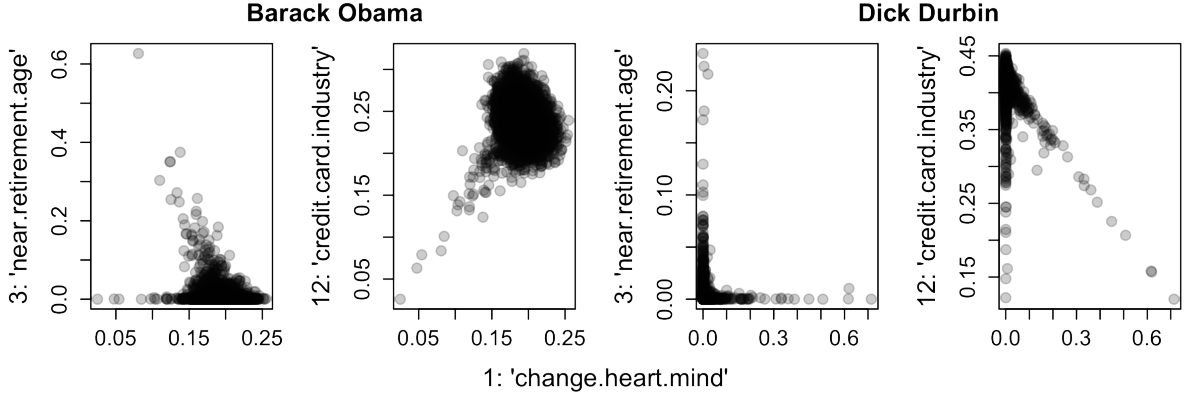 Barack Obama
Dick Durbin
3: 'near.retirement.age'
0.0 0.2 0.4 0.6
0.05 0.15 0.25
12: 'credit.card.industry'
0.05 0.15 0.25
0.05 0.15 0.25
3: 'near.retirement.age'
0.00 0.10 0.20
0.0 0.3 0.6
12: 'credit.card.industry'
0.15 0.25 0.35 0.45
0.0 0.3 0.6
1: 'change.heart.mind'